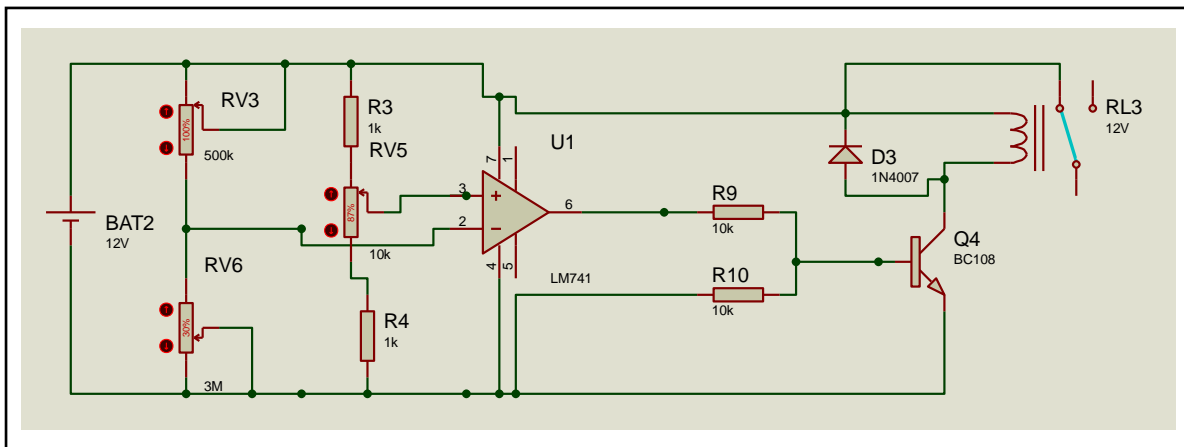 RV3
100%
500k
R3
1k
RV5
87%
10k
BAT2
12V
RV6
30%
3M
R4
1k
U1
7
1
3
2
6
4
5
LM741
R9
10k
R10
10k
D3
1N4007
Q4
BC108
RL3
12V